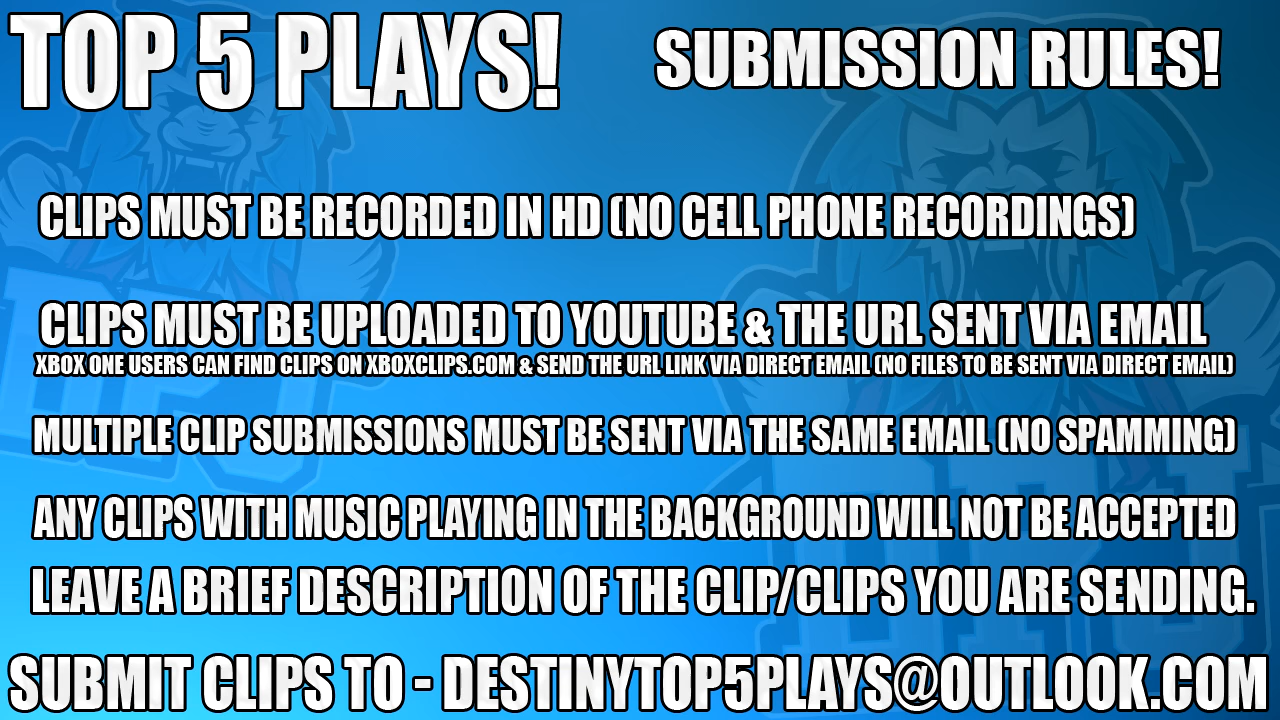 TOP 5 PLAYS!
SUBMISSION RULES!
CLIPS MUST BE RECORDED IN HD (NO CELL PHONE RECORDINGS)
CLIPS MUST BE UPLOADED TO YOUTUBE & THE URL SENT VIA EMAIL
XBOX ONE USERS CAN FIND CLIPS ON XBOXCLIPS.COM & SEND THE URL LINK VIA DIRECT EMAIL (NO FILES TO BE SENT VIA DIRECT EMAIL)
MULTIPLE CLIP SUBMISSIONS MUST BE SENT VIA THE SAME EMAIL (NO SPAMMING)
ANY CLIPS WITH MUSIC PLAYING IN THE BACKGROUND WILL NOT BE ACCEPTED
LEAVE A BRIEF DESCRIPTION OF THE CLIP/CLIPS YOU ARE SENDING.
SUBMIT CLIPS TO - DESTINYTOP5PLAYS@OUTLOOK.COM